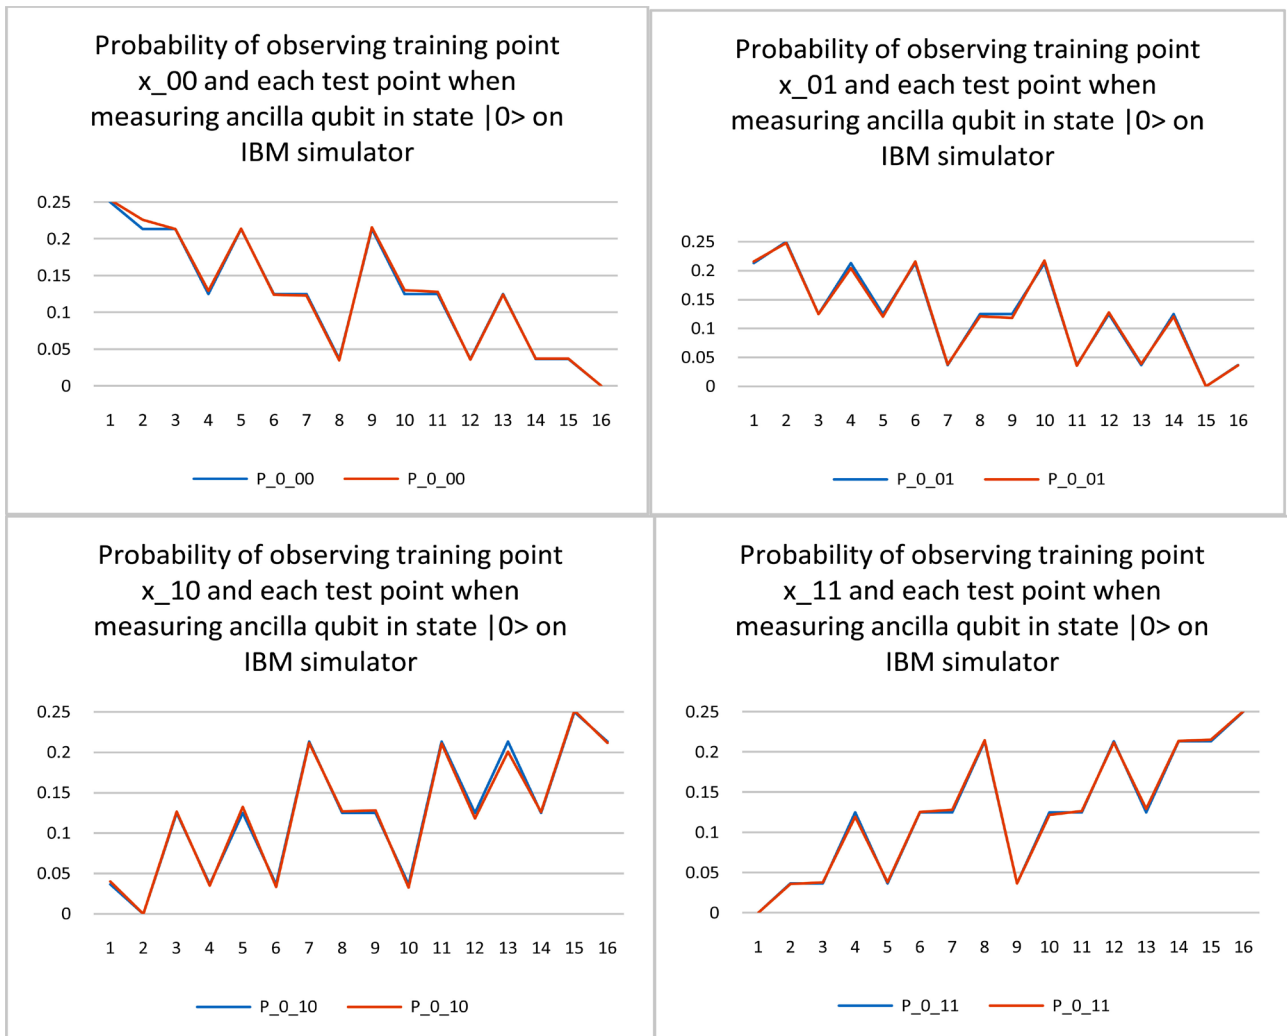 Probability of observing training point
x_00 and each test point when
measuring ancilla qubit in state |0> on
IBM simulator
0.25
0.2
0.15
0.1
0.05
0
1 2 3 4 5 6 7 8 9 10 11 12 13 14 15 16
P_0_00 P_0_00
Probability of observing training point
x_01 and each test point when
measuring ancilla qubit in state |0> on
IBM simulator
0.25
0.2
0.15
0.1
0.05
0
1 2 3 4 5 6 7 8 9 10 11 12 13 14 15 16
P_0_01 P_0_01
Probability of observing training point
x_10 and each test point when
measuring ancilla qubit in state |0> on
IBM simulator
0.25
0.2
0.15
0.1
0.05
0
1 2 3 4 5 6 7 8 9 10 11 12 13 14 15 16
P_0_10 P_0_10
Probability of observing training point
x_11 and each test point when
measuring ancilla qubit in state |0> on
IBM simulator
0.25
0.2
0.15
0.1
0.05
0
1 2 3 4 5 6 7 8 9 10 11 12 13 14 15 16
P_0_11 P_0_11